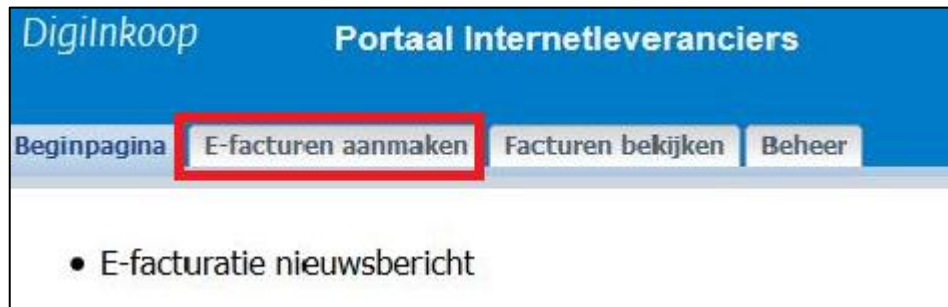 DigiInkoop Portaal Internetleveranciers
Beginpagina E-facturen aanmaken Facturen bekijken Beheer
• E-facturatie nieuwsbericht